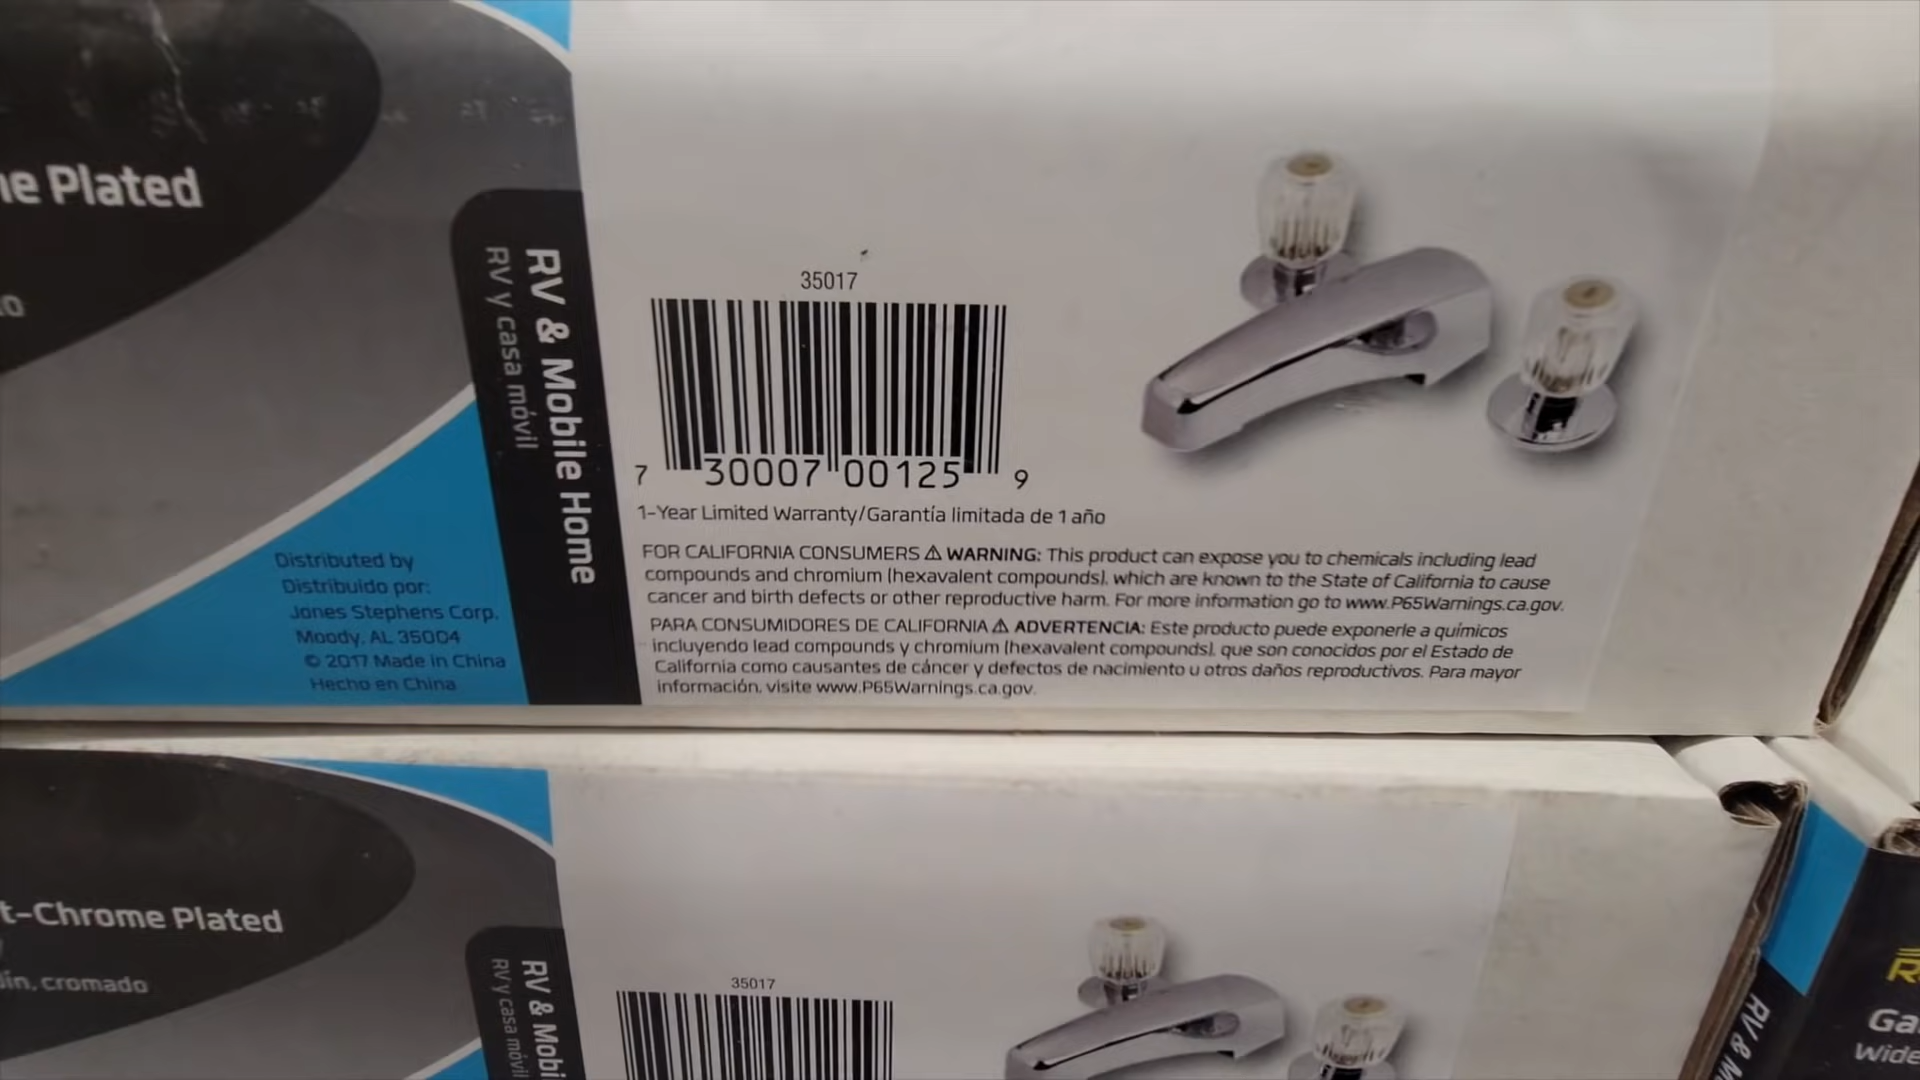 Plated
RV & Mobile Home
RV y casa móvil
35017
7 30007 00125 9
1-Year Limited Warranty/Garantía limitada de 1 año
FOR CALIFORNIA CONSUMERS ⚠ WARNING: This product can expose you to chemicals including lead
compounds and chromium (hexavalent compounds), which are known to the State of California to cause
cancer and birth defects or other reproductive harm. For more information go to www.P65Warnings.ca.gov.
PARA CONSUMIDORES DE CALIFORNIA ⚠ ADVERTENCIA: Este producto puede exponerle a químicos
incluyendo lead compounds y chromium (hexavalent compounds), que son conocidos por el Estado de
California como causantes de cáncer y defectos de nacimiento u otros daños reproductivos. Para mayor
información, visite www.P65Warnings.ca.gov.
Distributed by
Distribuido por:
Jones Stephens Corp.
Moody, AL 35004
© 2017 Made in China
Hecho en China
t-Chrome Plated
cromado
RV & Mobi
RV y casa móvil
35017
RV & M
Wide